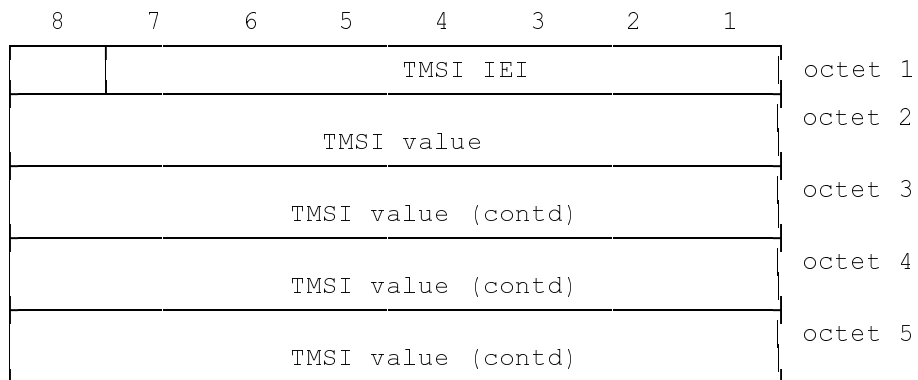 8 7 6 5 4 3 2 1
TMSI IEI octet 1
octet 2
TMSI value
octet 3
TMSI value (contd)
octet 4
TMSI value (contd)
octet 5
TMSI value (contd)